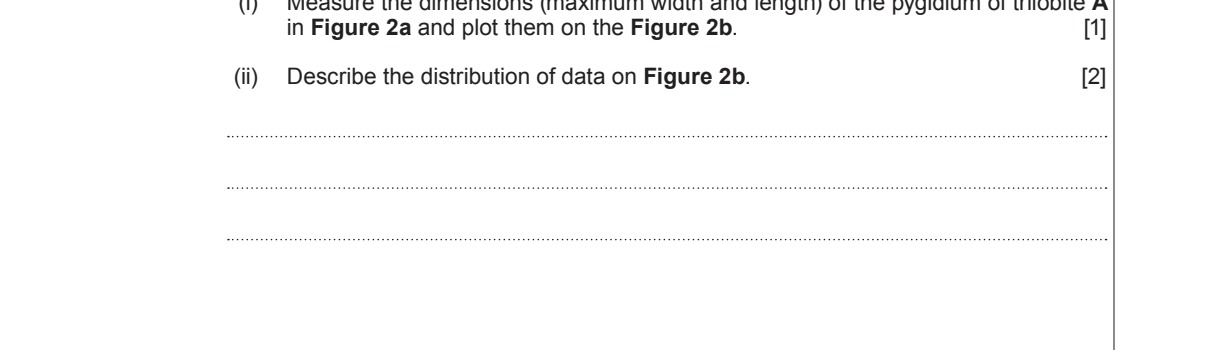 (i) Measure the dimensions (maximum width and length) of the pygidium of trilobite A
in Figure 2a and plot them on the Figure 2b. [1]
(ii) Describe the distribution of data on Figure 2b. [2]